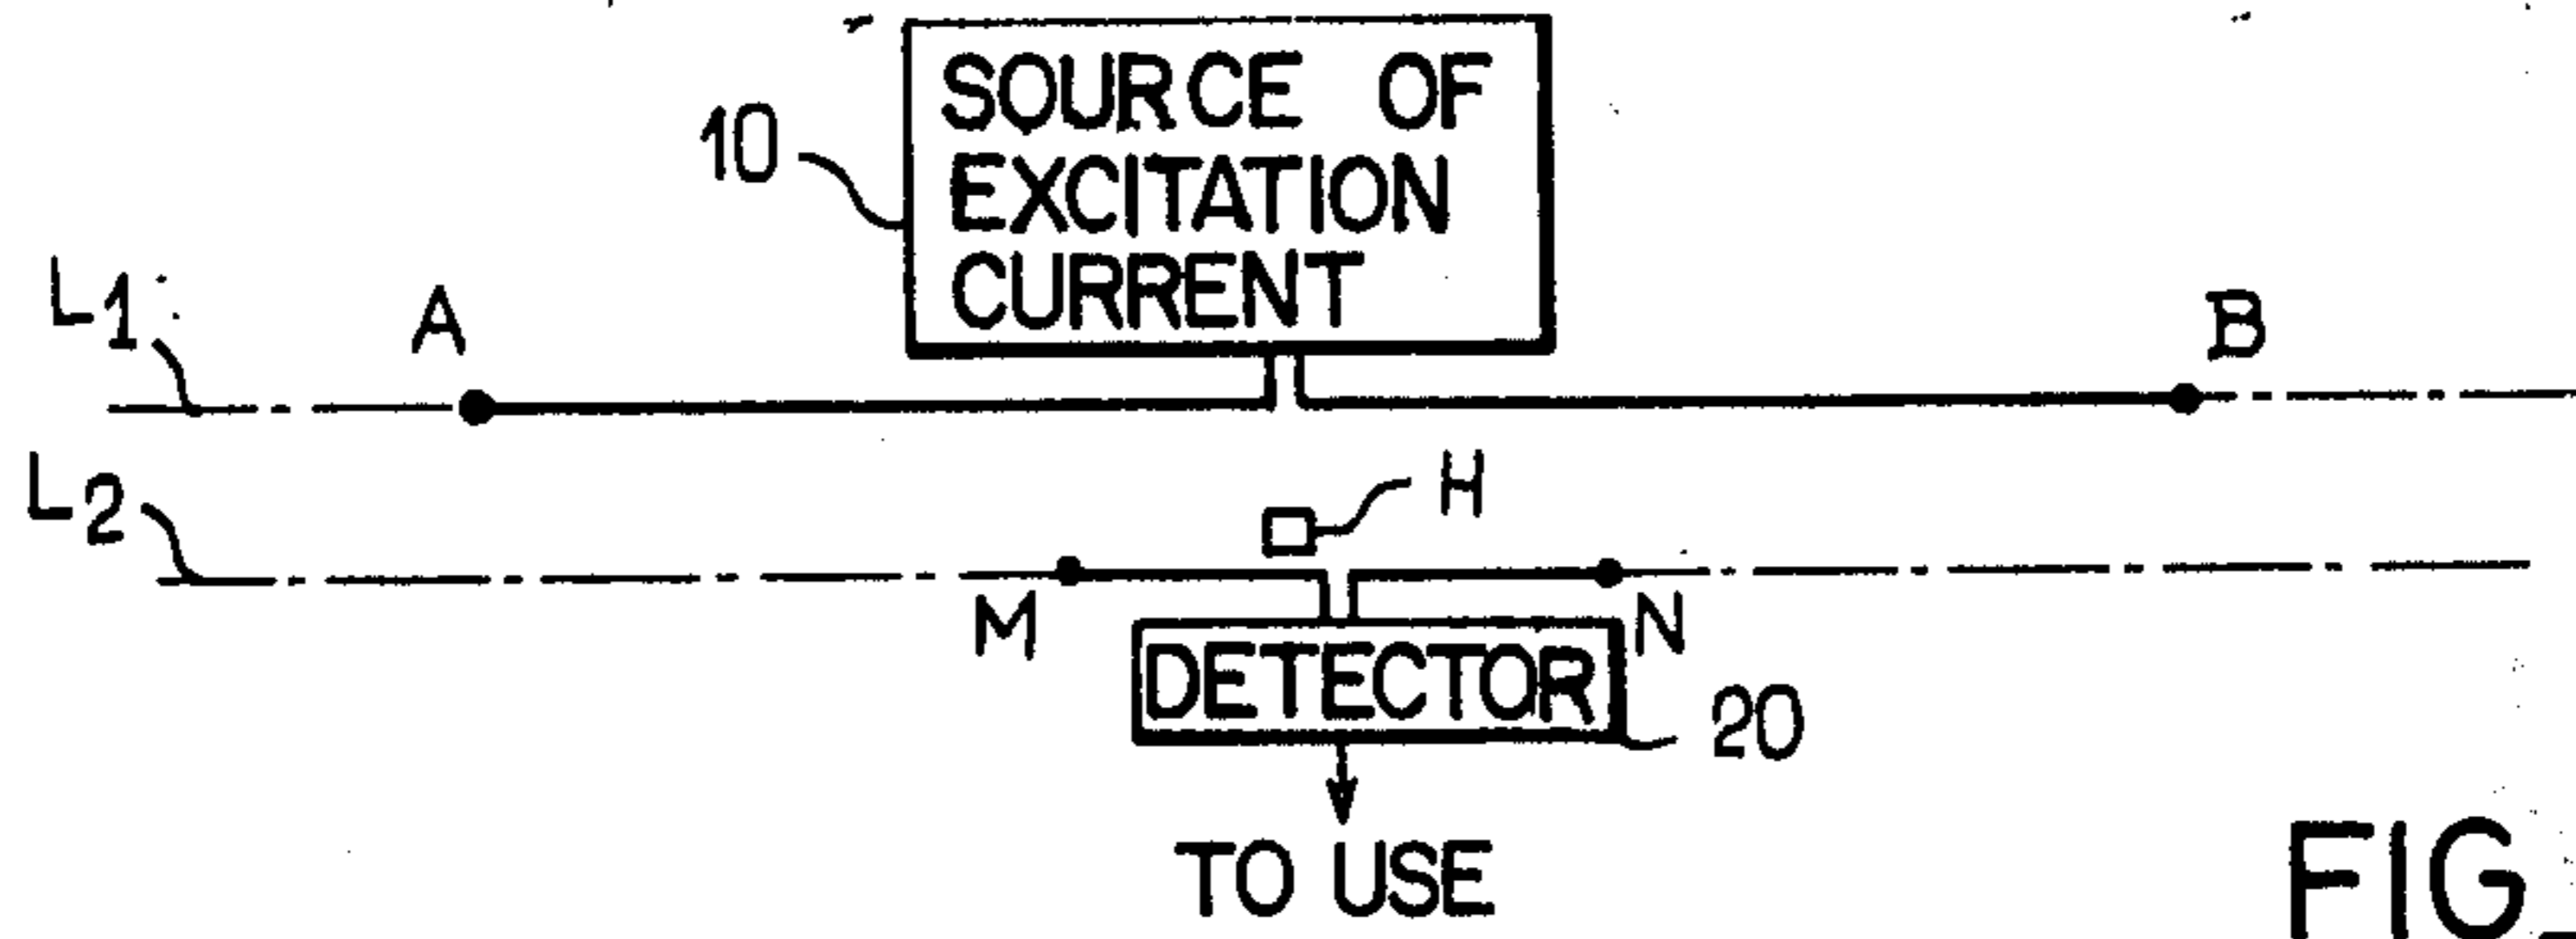 SOURCE OF
EXCITATION
CURRENT
10
L1
A
B
L2
H
M
N
DETECTOR
20
TO USE
FIG.